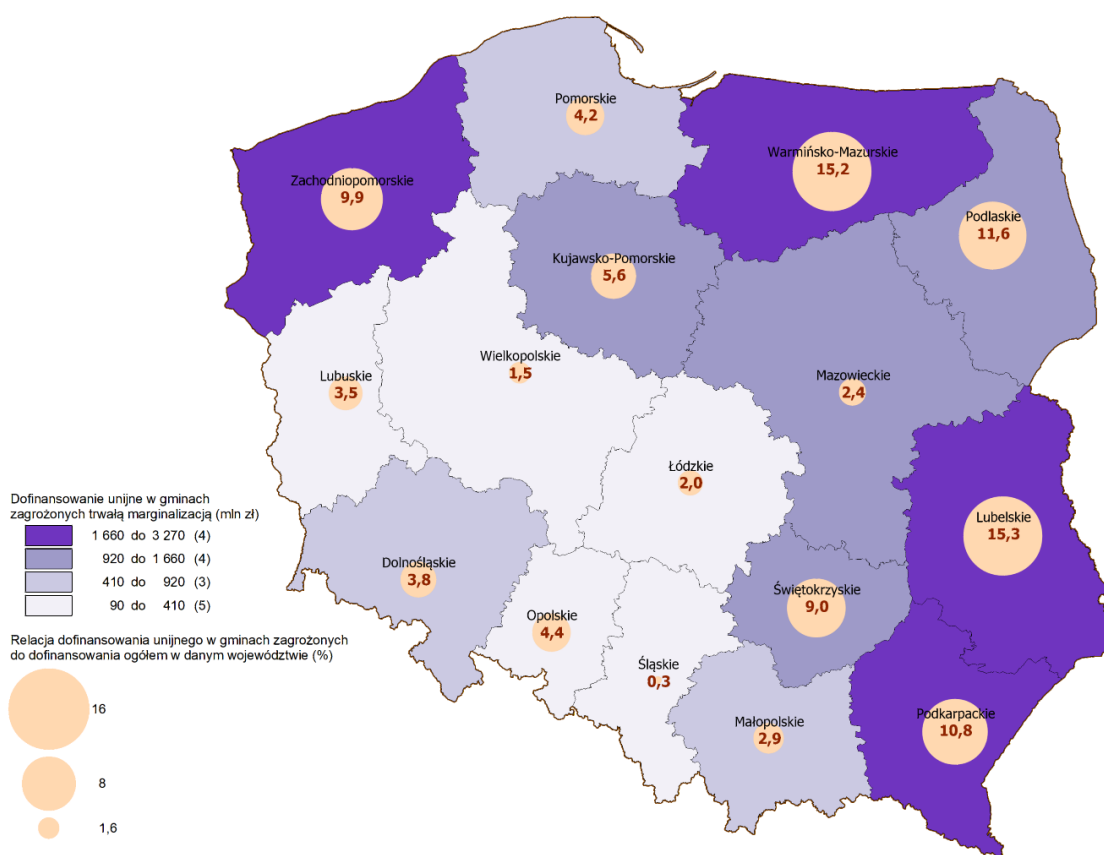 Pomorskie
4,2
Warmińsko-Mazurskie
15,2
Zachodniopomorskie
9,9
Podlaskie
11,6
Kujawsko-Pomorskie
5,6
Wielkopolskie
1,5
Lubuskie
3,5
Mazowieckie
2,4
Łódzkie
2,0
Lubelskie
15,3
Dolnośląskie
3,8
Świętokrzyskie
9,0
Opolskie
4,4
Śląskie
0,3
Małopolskie
2,9
Podkarpackie
10,8
Dofinansowanie unijne w gminach
zagrożonych trwałą marginalizacją (mln zł)
1 660 do 3 270 (4)
920 do 1 660 (4)
410 do 920 (3)
90 do 410 (5)
Relacja dofinansowania unijnego w gminach zagrożonych
do dofinansowania ogółem w danym województwie (%)
16
8
1,6